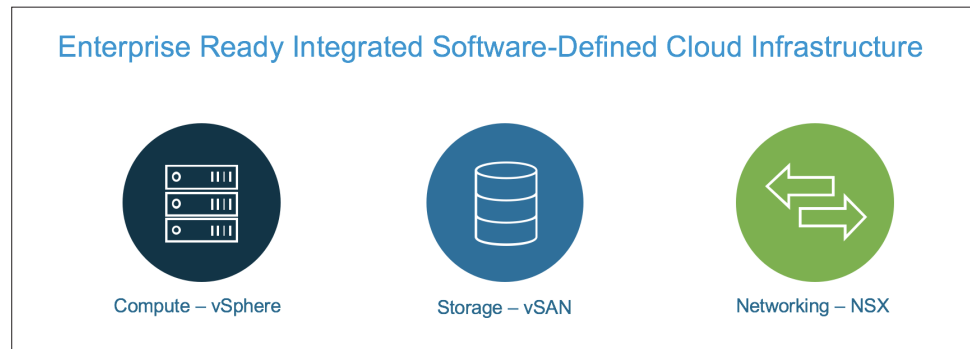 Enterprise Ready Integrated Software-Defined Cloud Infrastructure
Compute – vSphere
Storage – vSAN
Networking – NSX